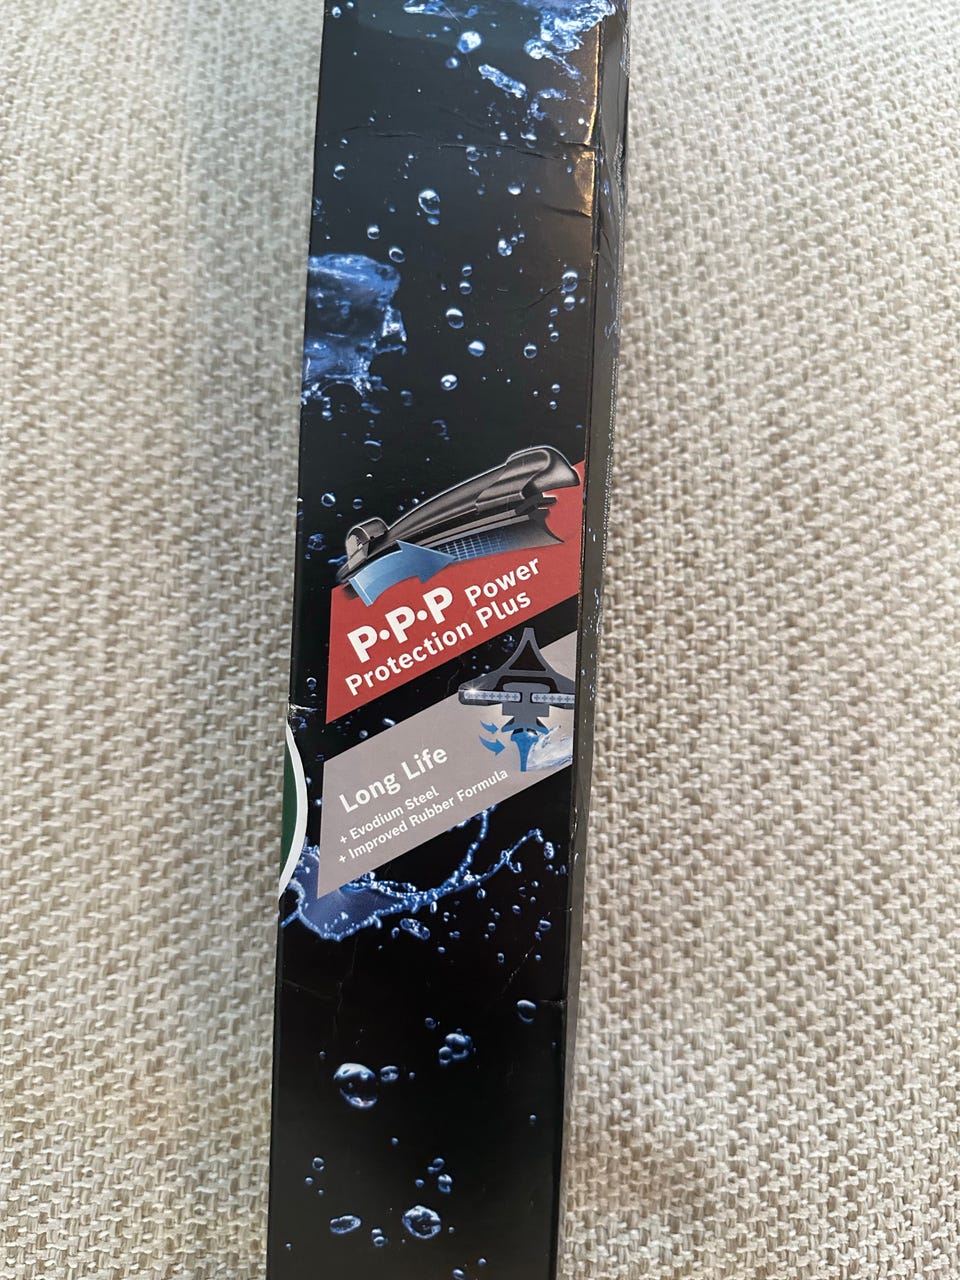 P•P•P Power
Protection Plus
Long Life
+ Evodium Steel
+ Improved Rubber Formula